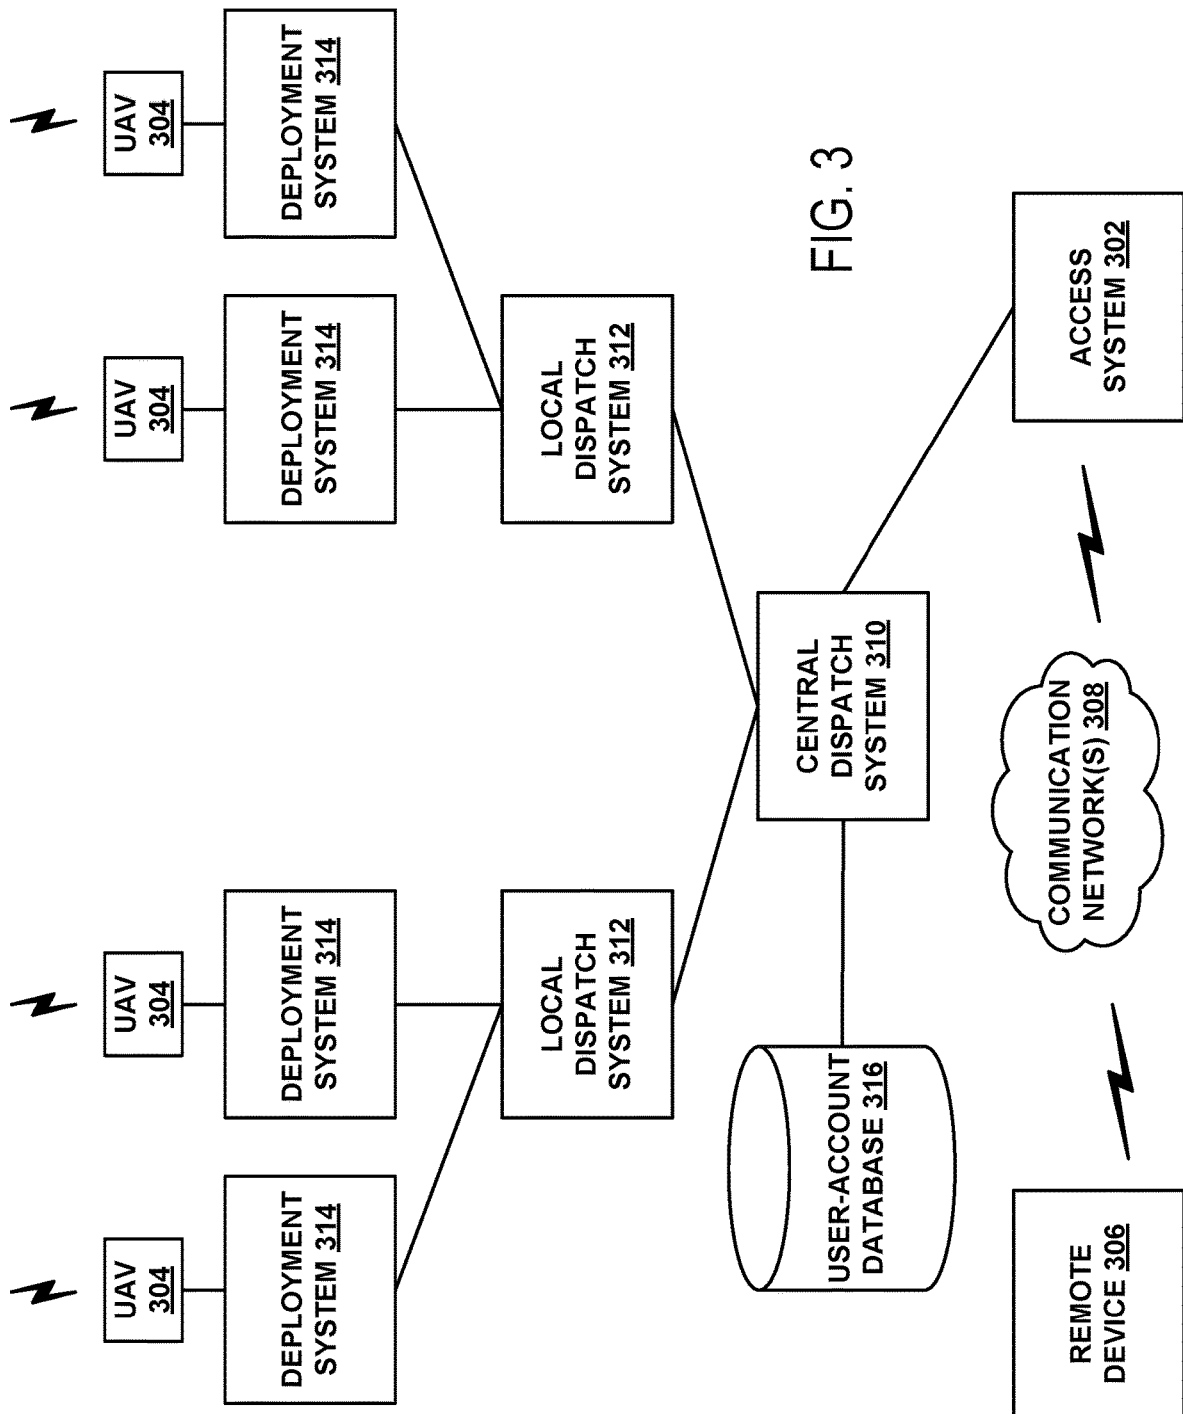 UAV
304
UAV
304
UAV
304
UAV
304
DEPLOYMENT
SYSTEM 314
DEPLOYMENT
SYSTEM 314
DEPLOYMENT
SYSTEM 314
DEPLOYMENT
SYSTEM 314
LOCAL
DISPATCH
SYSTEM 312
LOCAL
DISPATCH
SYSTEM 312
USER-ACCOUNT
DATABASE 316
CENTRAL
DISPATCH
SYSTEM 310
FIG. 3
REMOTE
DEVICE 306
COMMUNICATION
NETWORK(S) 308
ACCESS
SYSTEM 302